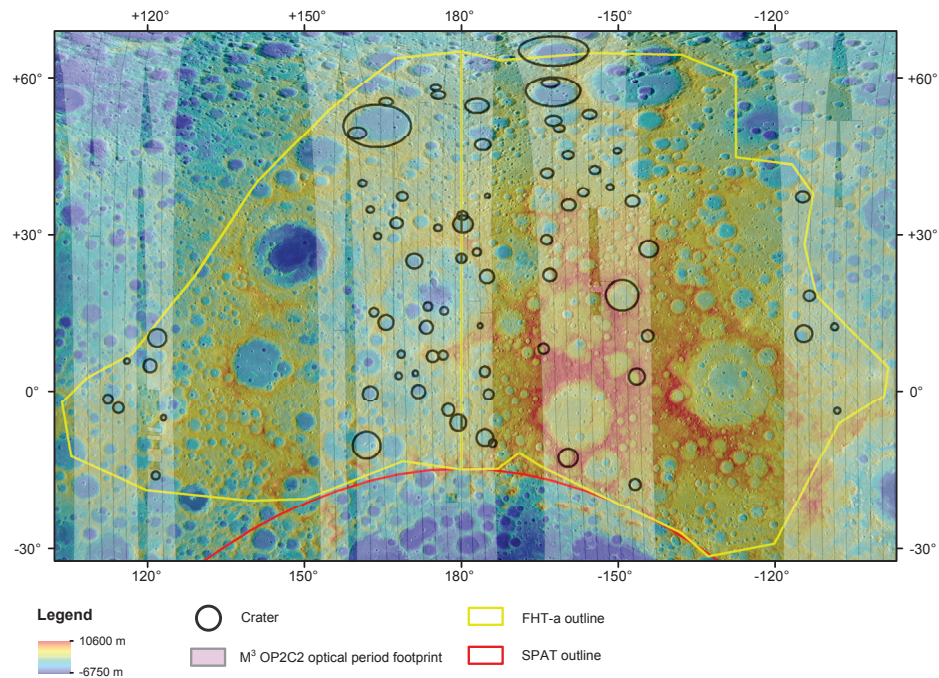 +120° +150° 180° -150° -120°
+60° +60°
+30° +30°
0° 0°
-30° -30°
120° 150° 180° -150° -120°
Legend
10600 m
-6750 m
Crater
M³ OP2C2 optical period footprint
FHT-a outline
SPAT outline